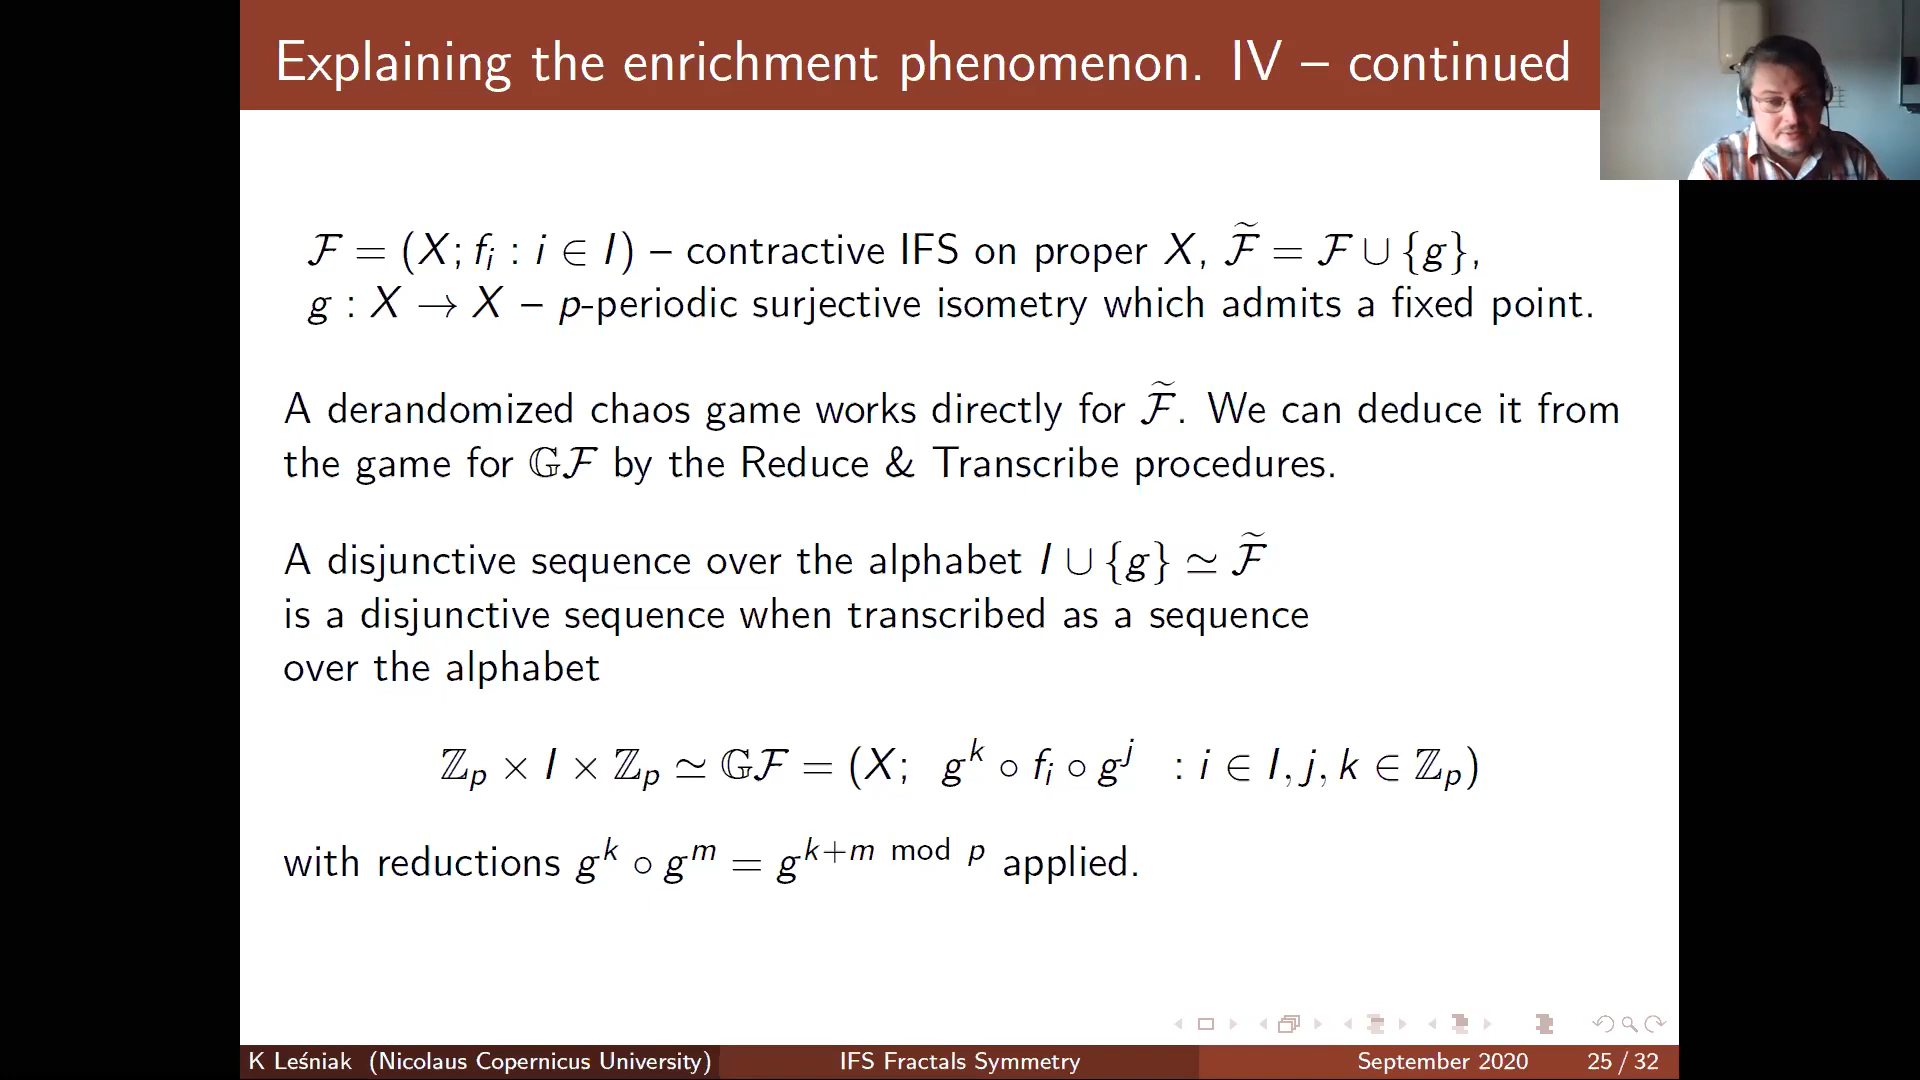 Explaining the enrichment phenomenon. IV – continued
ℱ = (X; f_i : i ∈ I) – contractive IFS on proper X, ℱ̃ = ℱ ∪ {g},
g : X → X – p-periodic surjective isometry which admits a fixed point.
A derandomized chaos game works directly for ℱ̃. We can deduce it from
the game for 𝔾ℱ by the Reduce & Transcribe procedures.
A disjunctive sequence over the alphabet I ∪ {g} ≃ ℱ̃
is a disjunctive sequence when transcribed as a sequence
over the alphabet
ℤ_p × I × ℤ_p ≃ 𝔾ℱ = (X; g^k ∘ f_i ∘ g^j : i ∈ I, j, k ∈ ℤ_p)
with reductions g^k ∘ g^m = g^{k+m mod p} applied.
K Leśniak (Nicolaus Copernicus University) IFS Fractals Symmetry September 2020 25 / 32